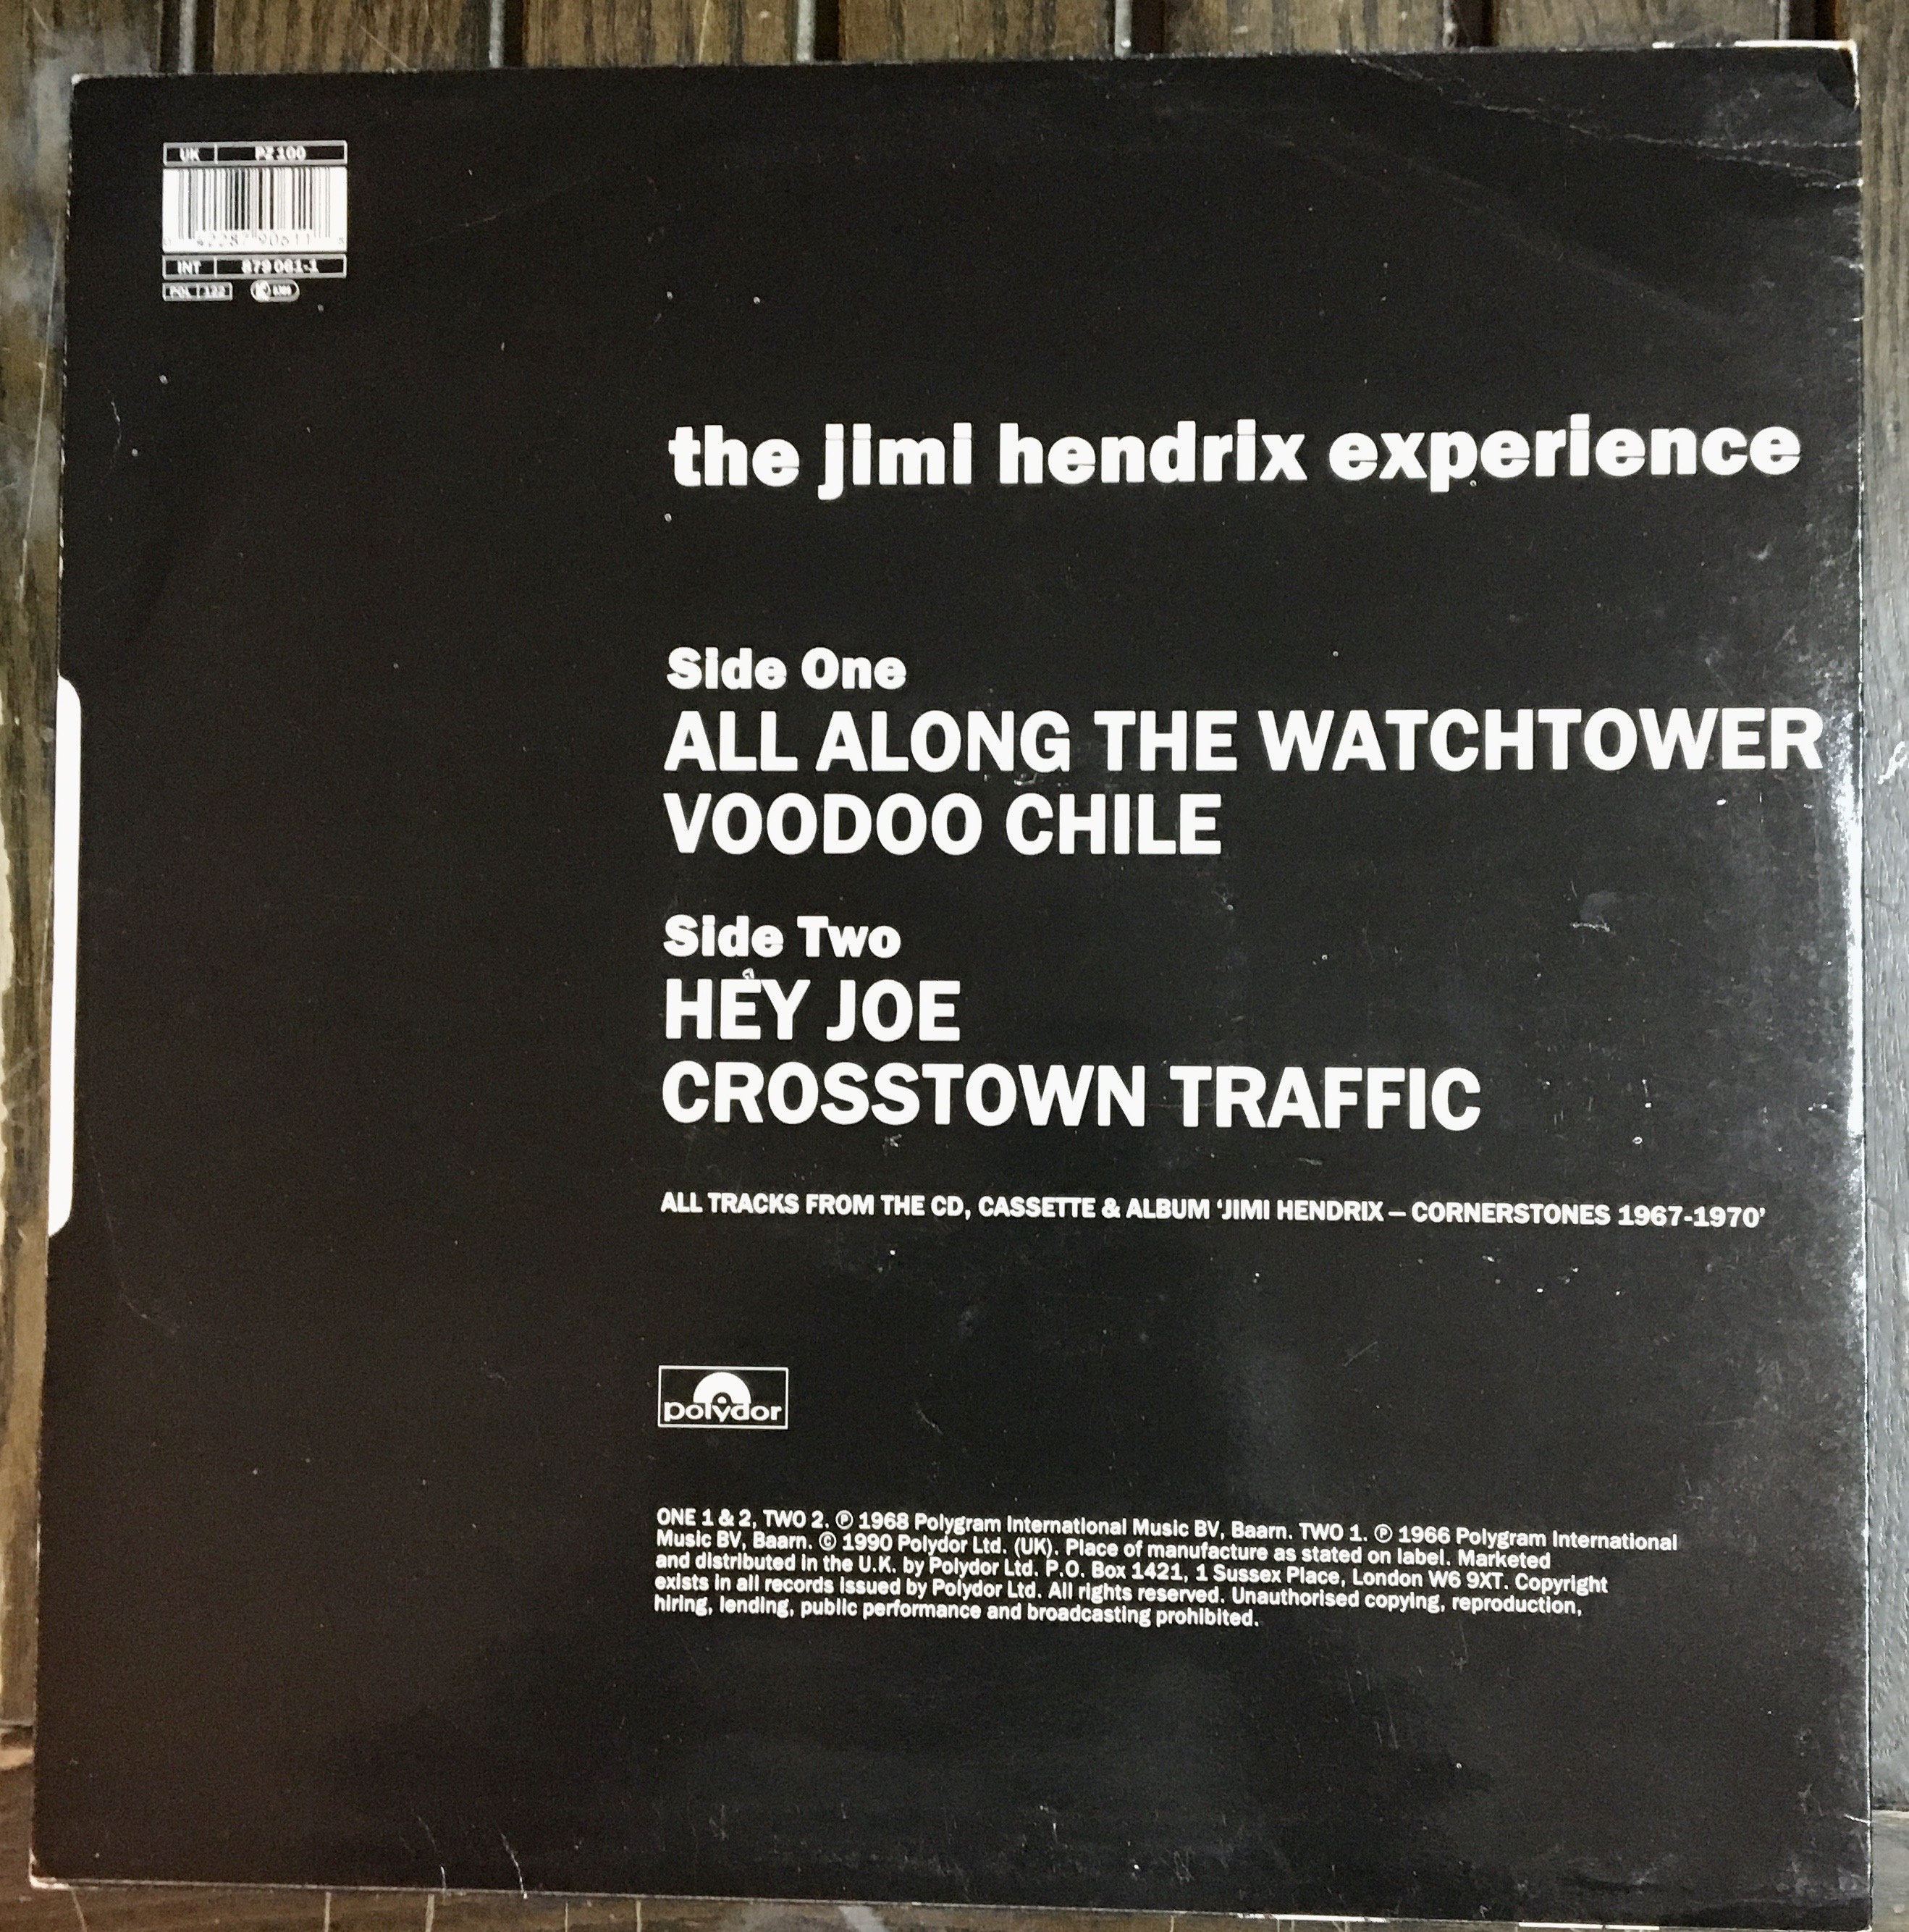 UK PZ 100
42287 90611
INT 879 061-1
POL 122
the jimi hendrix experience
Side One
ALL ALONG THE WATCHTOWER
VOODOO CHILE
Side Two
HEY JOE
CROSSTOWN TRAFFIC
ALL TRACKS FROM THE CD, CASSETTE & ALBUM ‘JIMI HENDRIX – CORNERSTONES 1967-1970’
polydor
ONE 1 & 2, TWO 2. ℗ 1968 Polygram International Music BV, Baarn. TWO 1. ℗ 1966 Polygram International
Music BV, Baarn. © 1990 Polydor Ltd. (UK). Place of manufacture as stated on label. Marketed
and distributed in the U.K. by Polydor Ltd. P.O. Box 1421, 1 Sussex Place, London W6 9XT. Copyright
exists in all records issued by Polydor Ltd. All rights reserved. Unauthorised copying, reproduction,
hiring, lending, public performance and broadcasting prohibited.